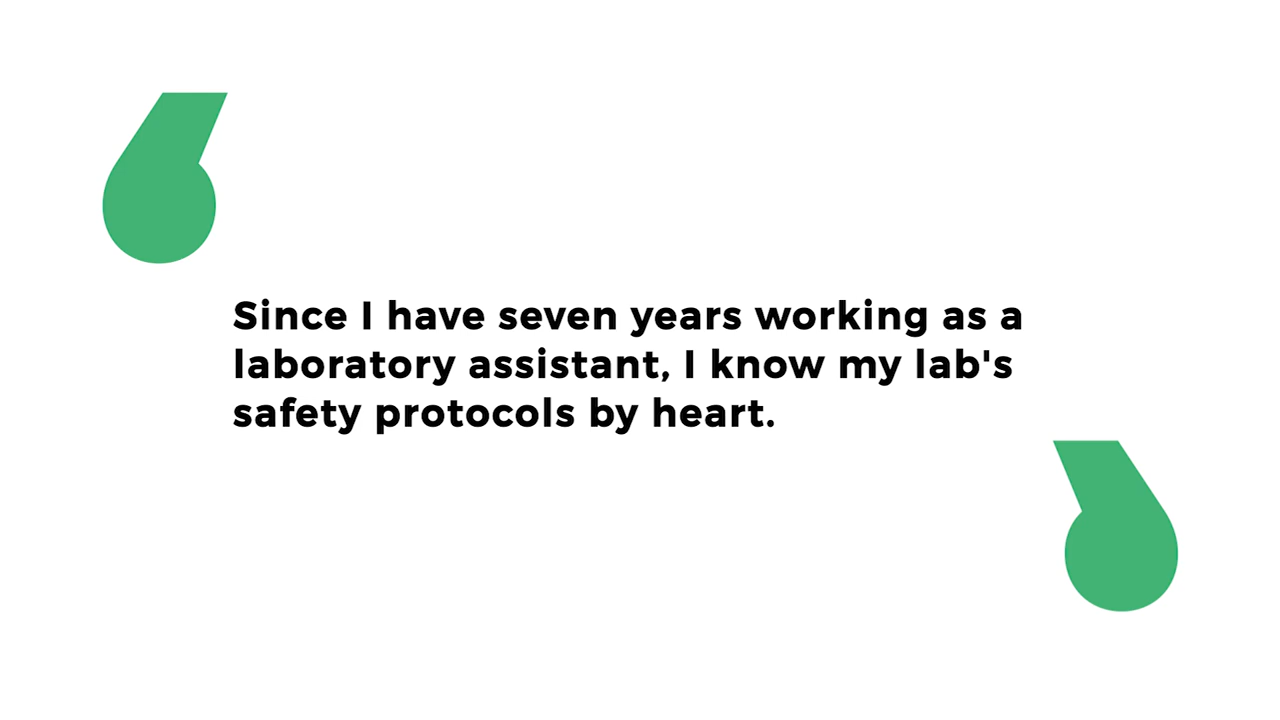 Since I have seven years working as a
laboratory assistant, I know my lab's
safety protocols by heart.